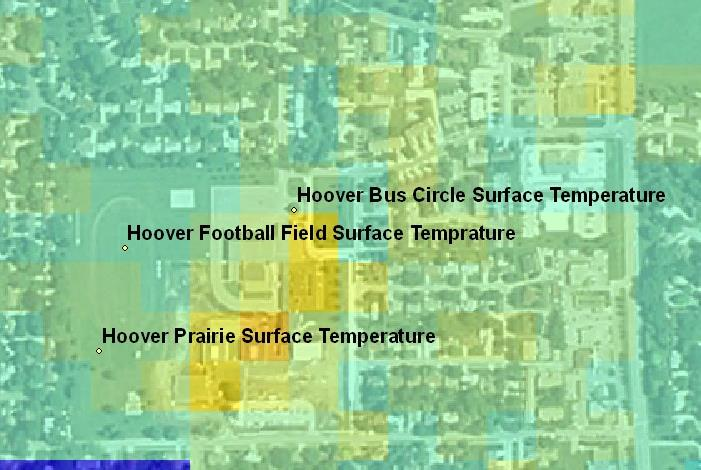 Hoover Bus Circle Surface Temperature
Hoover Football Field Surface Temprature
Hoover Prairie Surface Temperature